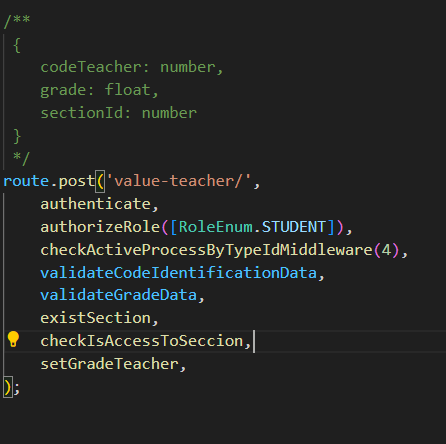 /**
{
codeTeacher: number,
grade: float,
sectionId: number
}
*/
route.post('value-teacher/',
authenticate,
authorizeRole([RoleEnum.STUDENT]),
checkActiveProcessByTypeIdMiddleware(4),
validateCodeIdentificationData,
validateGradeData,
existSection,
checkIsAccessToSeccion,
setGradeTeacher,
);